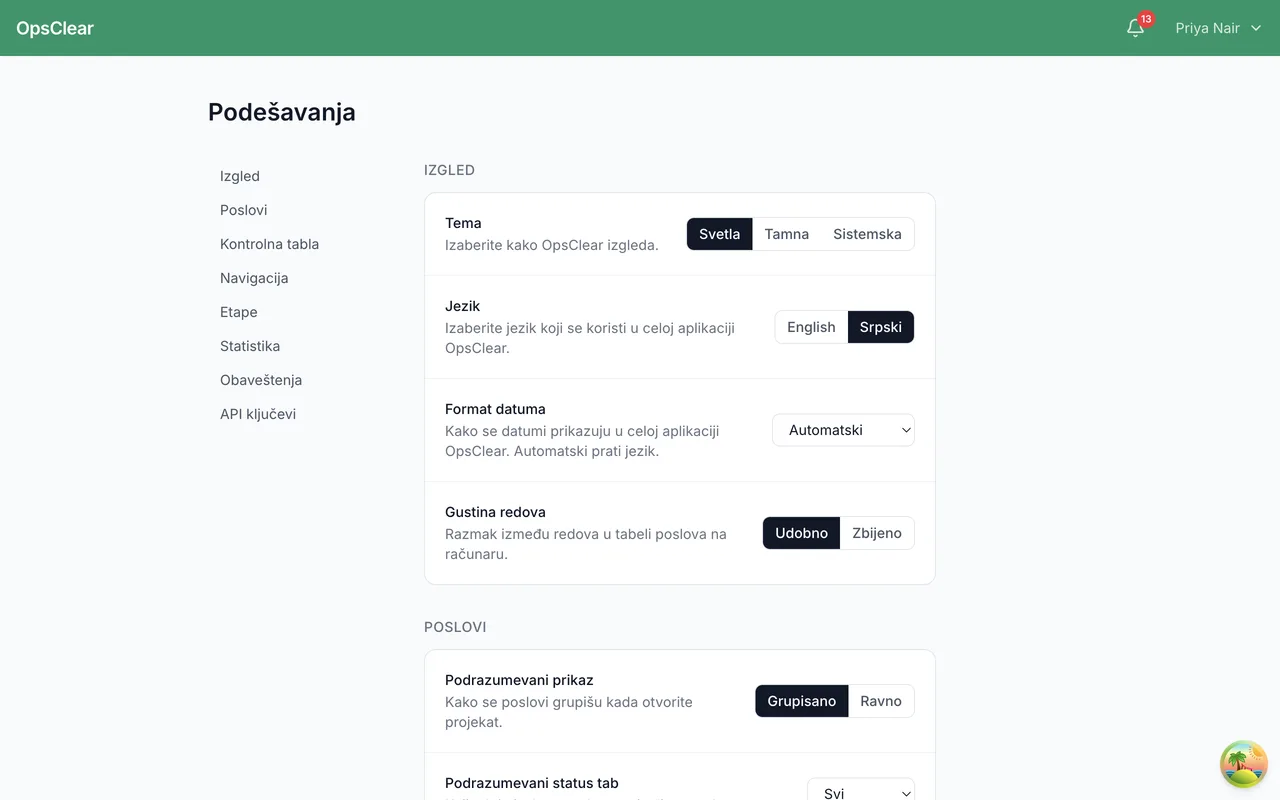 OpsClear
13
Priya Nair
Podešavanja
Izgled
Poslovi
Kontrolna tabla
Navigacija
Etape
Statistika
Obaveštenja
API ključevi
IZGLED
Tema
Izaberite kako OpsClear izgleda.
Svetla
Tamna
Sistemska
Jezik
Izaberite jezik koji se koristi u celoj aplikaciji
OpsClear.
English
Srpski
Format datuma
Kako se datumi prikazuju u celoj aplikaciji
OpsClear. Automatski prati jezik.
Automatski
Gustina redova
Razmak između redova u tabeli poslova na
računaru.
Udobno
Zbijeno
POSLOVI
Podrazumevani prikaz
Kako se poslovi grupišu kada otvorite
projekat.
Grupisano
Ravno
Podrazumevani status tab
Svi